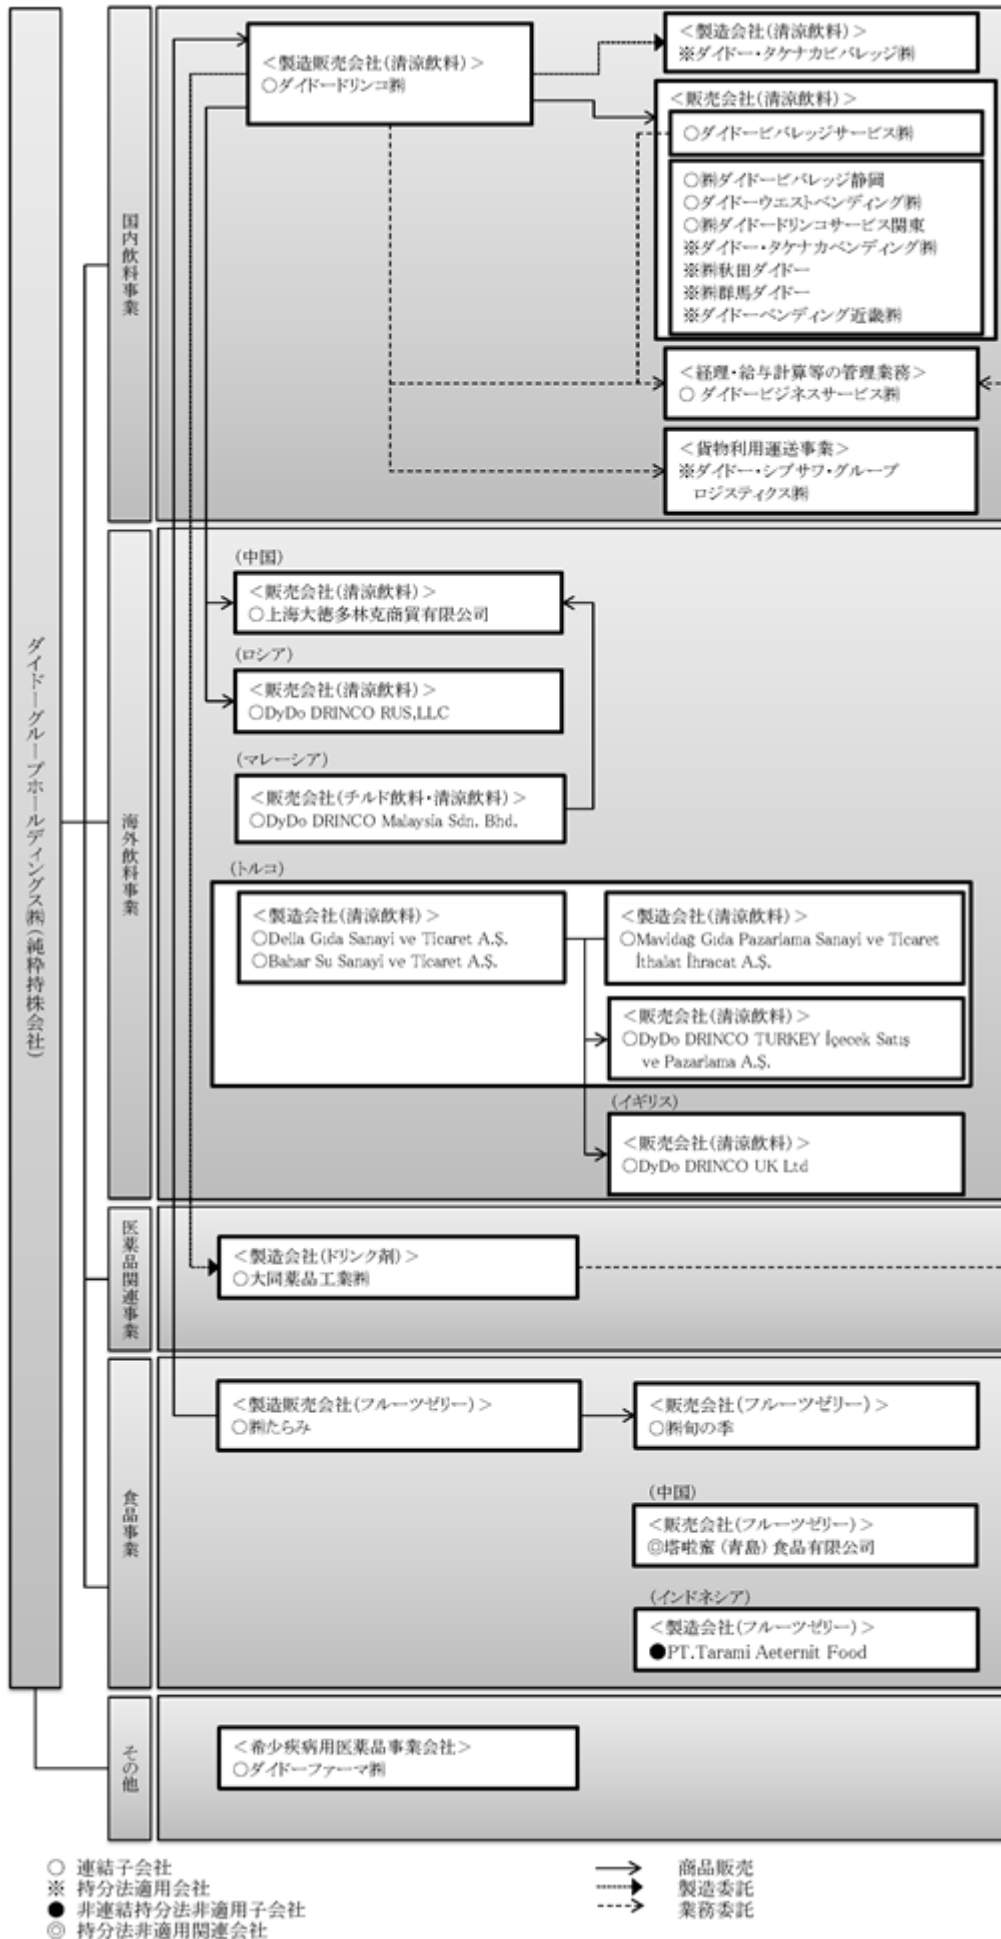 ダイドーグループホールディングス㈱(純粋持株会社)
国内飲料事業
＜製造販売会社(清涼飲料)＞
○ダイドードリンコ㈱
＜製造会社(清涼飲料)＞
※ダイドー・タケナカビバレッジ㈱
＜販売会社(清涼飲料)＞
○ダイドービバレッジサービス㈱
○㈱ダイドービバレッジ静岡
○ダイドーウエストベンディング㈱
○㈱ダイドードリンコサービス関東
※ダイドー・タケナカベンディング㈱
※㈱秋田ダイドー
※㈱群馬ダイドー
※ダイドーベンディング近畿㈱
＜経理・給与計算等の管理業務＞
○ ダイドービジネスサービス㈱
＜貨物利用運送事業＞
※ダイドー・シブサワ・グループ
ロジスティクス㈱
海外飲料事業
(中国)
＜販売会社(清涼飲料)＞
○上海大徳多林克商貿有限公司
(ロシア)
＜販売会社(清涼飲料)＞
○DyDo DRINCO RUS,LLC
(マレーシア)
＜販売会社(チルド飲料・清涼飲料)＞
○DyDo DRINCO Malaysia Sdn. Bhd.
(トルコ)
＜製造会社(清涼飲料)＞
○Della Gıda Sanayi ve Ticaret A.Ş.
○Bahar Su Sanayi ve Ticaret A.Ş.
＜製造会社(清涼飲料)＞
○Mavidağ Gıda Pazarlama Sanayi ve Ticaret
İthalat İhracat A.Ş.
＜販売会社(清涼飲料)＞
○DyDo DRINCO TURKEY İçecek Satış
ve Pazarlama A.Ş.
(イギリス)
＜販売会社(清涼飲料)＞
○DyDo DRINCO UK Ltd
医薬品関連事業
＜製造会社(ドリンク剤)＞
○大同薬品工業㈱
食品事業
＜製造販売会社(フルーツゼリー)＞
○㈱たらみ
＜販売会社(フルーツゼリー)＞
○㈱旬の季
(中国)
＜販売会社(フルーツゼリー)＞
◎塔啦蜜 (青島) 食品有限公司
(インドネシア)
＜製造会社(フルーツゼリー)＞
●PT.Tarami Aeternit Food
その他
＜希少疾病用医薬品事業会社＞
○ダイドーファーマ㈱
○ 連結子会社
※ 持分法適用会社
● 非連結持分法非適用子会社
◎ 持分法非適用関連会社
商品販売
製造委託
業務委託